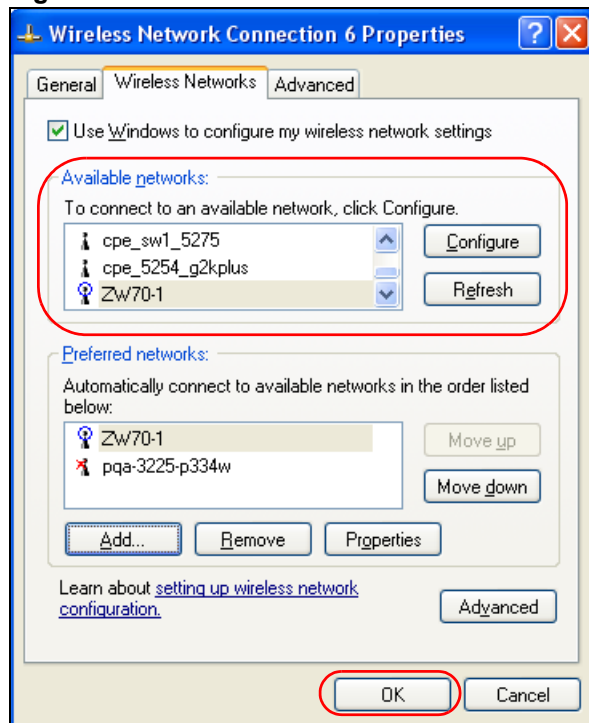 Wireless Network Connection 6 Properties
General Wireless Networks Advanced
Use Windows to configure my wireless network settings
Available networks:
To connect to an available network, click Configure.
cpe_sw1_5275
cpe_5254_g2kplus
ZW70-1
Configure
Refresh
Preferred networks:
Automatically connect to available networks in the order listed
below:
ZW70-1
pqa-3225-p334w
Move up
Move down
Add... Remove Properties
Learn about setting up wireless network
configuration.
Advanced
OK Cancel